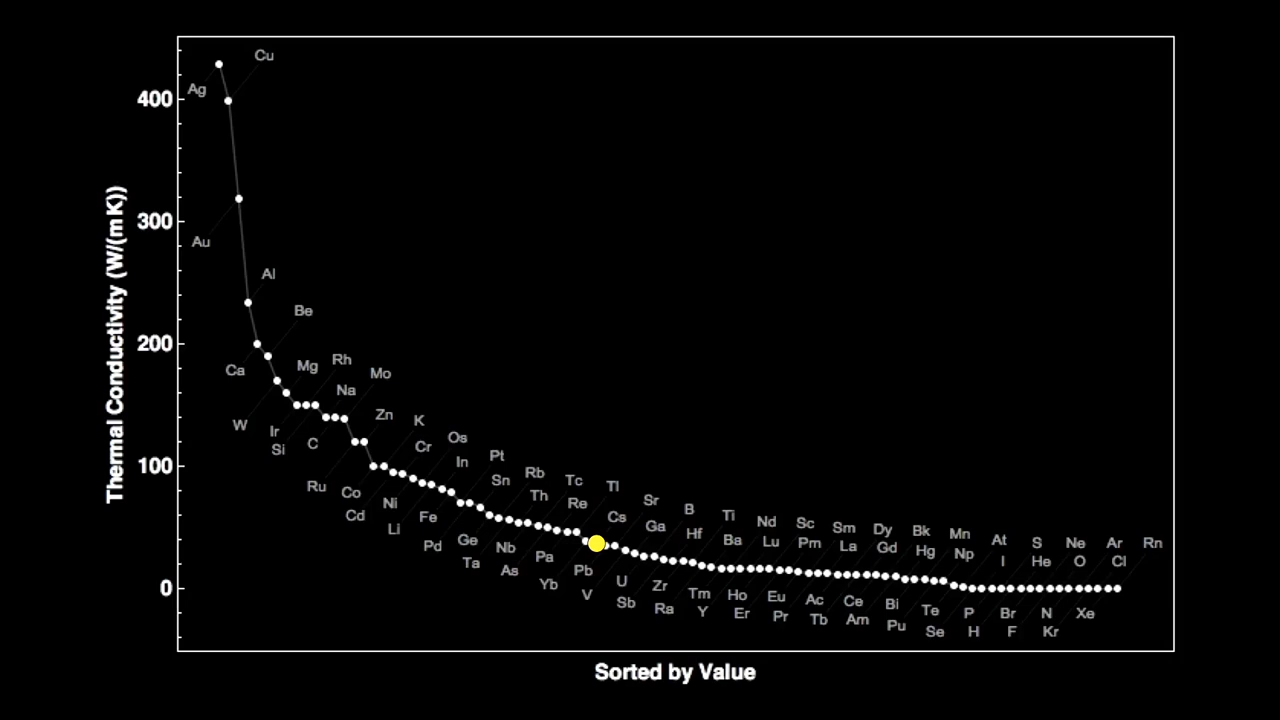 Thermal Conductivity (W/(m K))
400
300
200
100
0
Cu
Ag
Au
Al
Be
Ca
Mg
Rh
Mo
Na
W
Ir
Si
C
Zn
K
Cr
Os
In
Pt
Sn
Rb
Th
Tc
Re
Tl
Cs
Sr
Ga
B
Hf
Ti
Ba
Nd
Lu
Sc
Pm
Sm
La
Dy
Gd
Bk
Hg
Mn
Np
At
I
S
He
Ne
O
Ar
Cl
Rn
Ru
Co
Cd
Ni
Li
Fe
Pd
Ge
Ta
Nb
As
Pa
Yb
Pb
V
U
Sb
Zr
Ra
Tm
Y
Ho
Er
Eu
Pr
Ac
Tb
Ce
Am
Bi
Pu
Te
Se
P
H
Br
F
N
Kr
Xe
Sorted by Value